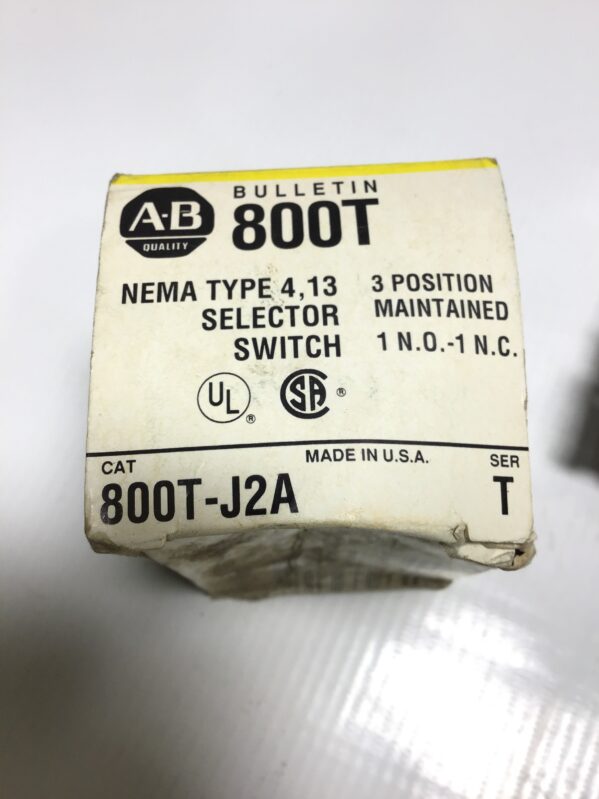 A-B
QUALITY
BULLETIN
800T
NEMA TYPE 4,13
SELECTOR
SWITCH
3 POSITION
MAINTAINED
1 N.O.-1 N.C.
UL ®
SA ®
MADE IN U.S.A.
CAT
800T-J2A
SER
T